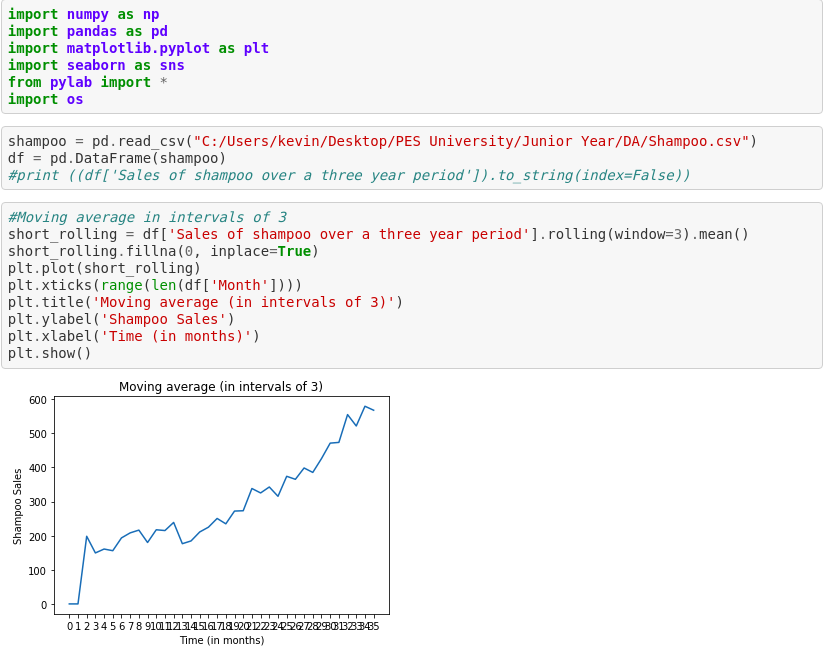 import numpy as np
import pandas as pd
import matplotlib.pyplot as plt
import seaborn as sns
from pylab import *
import os
shampoo = pd.read_csv("C:/Users/kevin/Desktop/PES University/Junior Year/DA/Shampoo.csv")
df = pd.DataFrame(shampoo)
#print ((df['Sales of shampoo over a three year period']).to_string(index=False))
#Moving average in intervals of 3
short_rolling = df['Sales of shampoo over a three year period'].rolling(window=3).mean()
short_rolling.fillna(0, inplace=True)
plt.plot(short_rolling)
plt.xticks(range(len(df['Month'])))
plt.title('Moving average (in intervals of 3)')
plt.ylabel('Shampoo Sales')
plt.xlabel('Time (in months)')
plt.show()
Moving average (in intervals of 3)
600
500
400
300
200
100
0
Shampoo Sales
0 1 2 3 4 5 6 7 8 9 10 11 12 13 14 15 16 17 18 19 20 21 22 23 24 25 26 27 28 29 30 31 32 33 34 35
Time (in months)